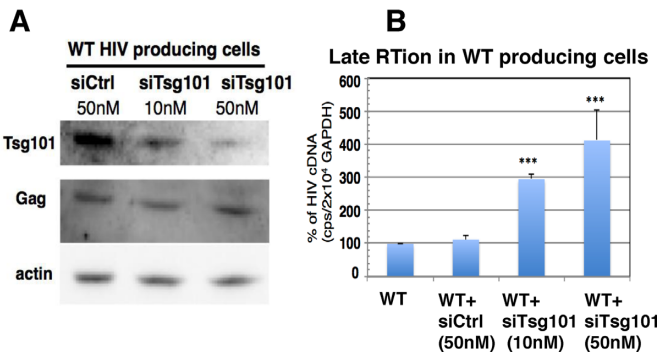 A
WT HIV producing cells
siCtrl siTsg101 siTsg101
50nM 10nM 50nM
Tsg101
Gag
actin
B
Late RTion in WT producing cells
% of HIV cDNA
(cps/2x10⁴ GAPDH)
600
500
400
300
200
100
0
***
***
WT WT+ WT+ WT+
siCtrl siTsg101 siTsg101
(50nM) (10nM) (50nM)